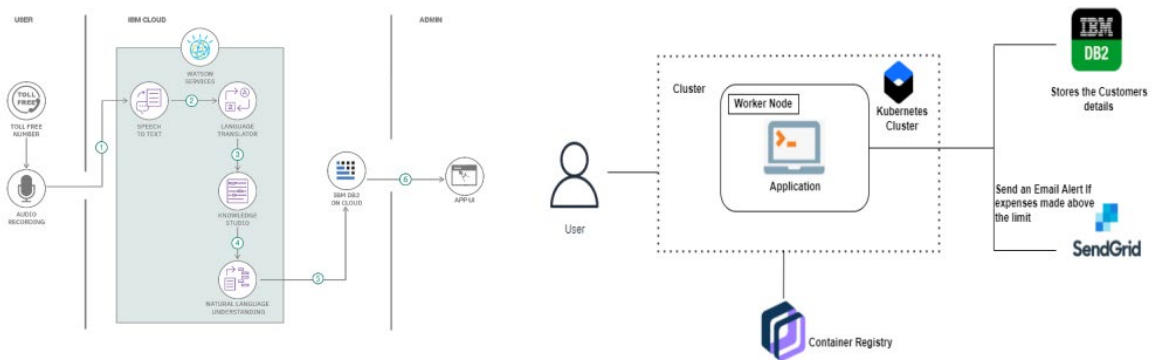 USER
IBM CLOUD
ADMIN
WATSON
SERVICES
TOLL
FREE
TOLL FREE
NUMBER
1
SPEECH
TO TEXT
2
A
LANGUAGE
TRANSLATOR
3
AUDIO
RECORDING
KNOWLEDGE
STUDIO
4
NATURAL LANGUAGE
UNDERSTANDING
5
IBM DB2
ON CLOUD
6
APP UI
User
Cluster
Worker Node
>_
Application
Kubernetes
Cluster
Container Registry
IBM
DB2
Stores the Customers
details
Send an Email Alert If
expenses made above
the limit
SendGrid